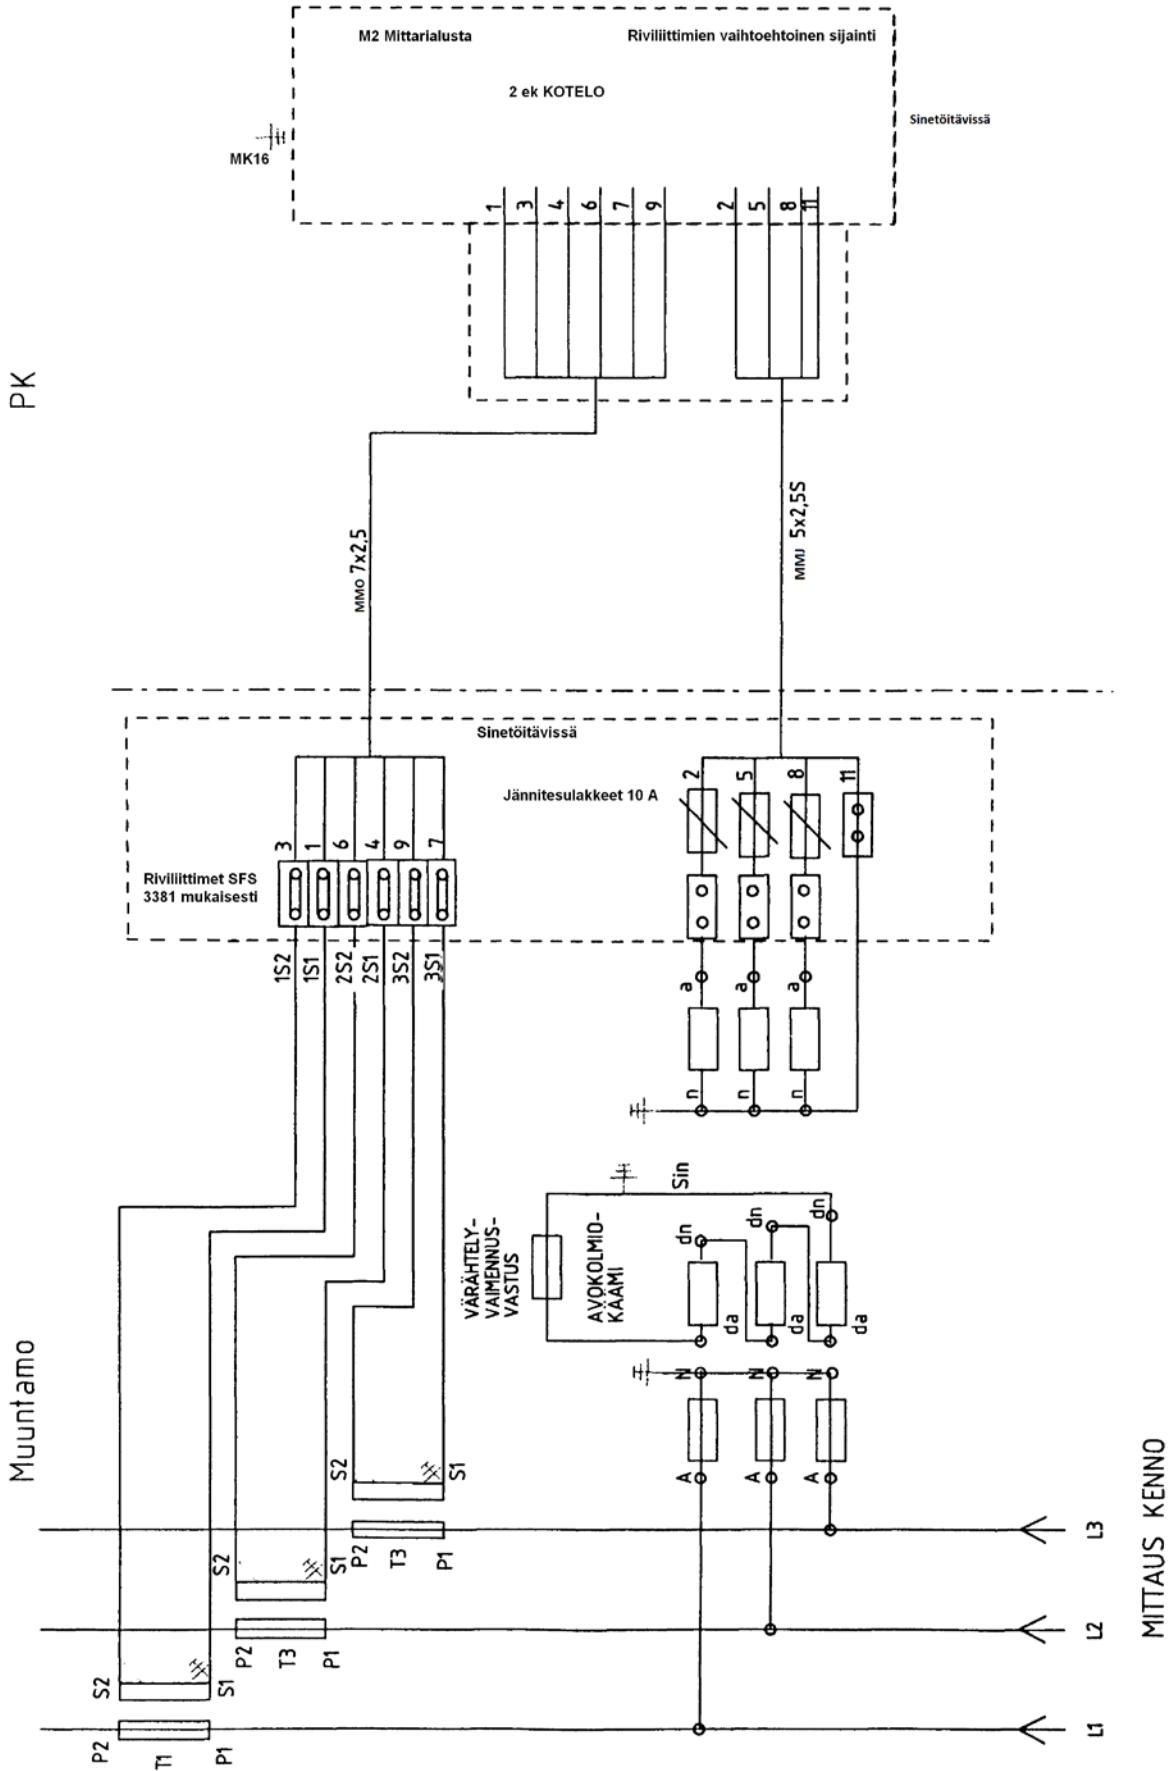 M2 Mittarialusta
Riviliittimien vaihtoehtoinen sijainti
2 ek KOTELO
Sinetöitävissä
MK16
1 3 4 6 7 9
2 5 8 11
PK
MMO 7x2,5
MMJ 5x2,5S
Sinetöitävissä
Jännitesulakkeet 10 A
3 1 6 4 9 7
2 5 8 11
Riviliittimet SFS
3381 mukaisesti
1S2 1S1 2S2 2S1 3S2 3S1
a a a
n n n
Sin
VÄRÄHTELY-
VAIMENNUS-
VASTUS
AVOKOLMIO-
KÄÄMI
dn dn dn
da da da
Muuntamo
N N N
A A A
S2 S1
P2 T3 P1
L3
S2 S1
P2 T3 P1
L2
S2 S1
P2 T1 P1
L1
MITTAUS KENNO